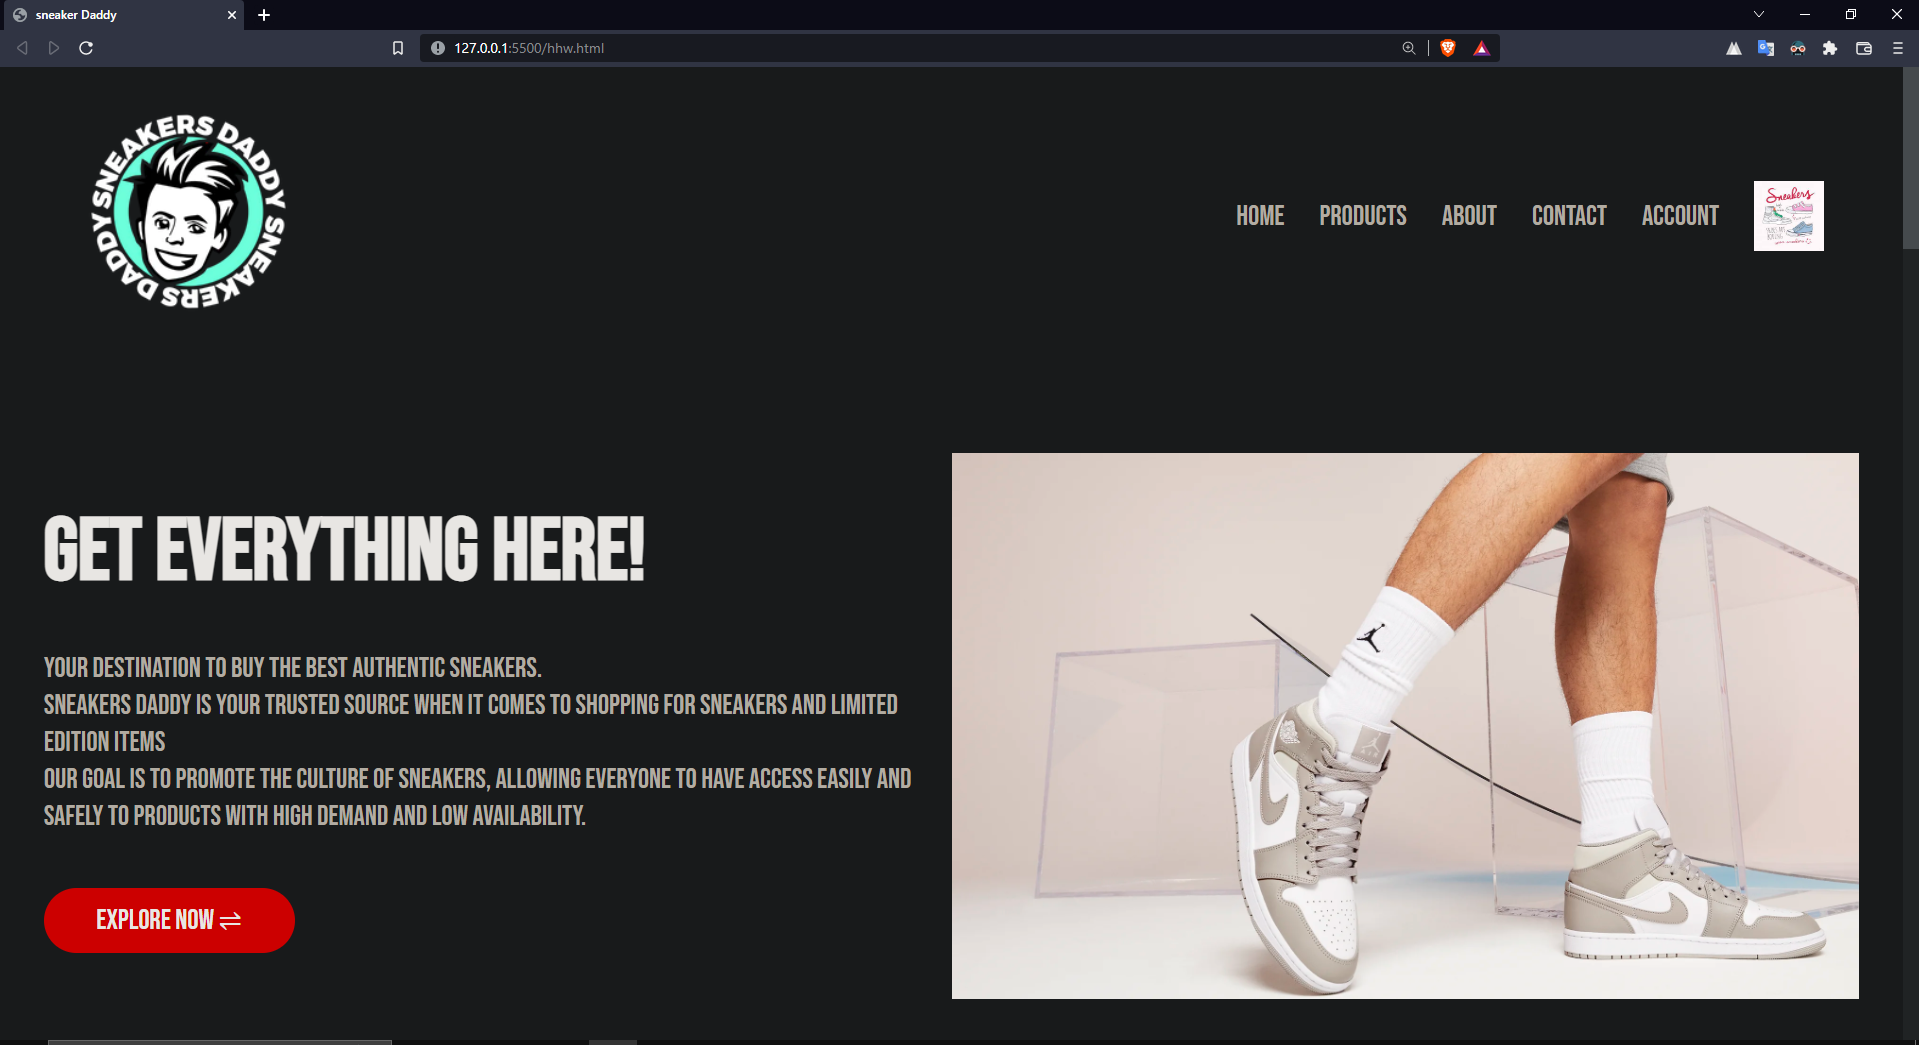 sneaker Daddy
127.0.0.1:5500/hhw.html
SNEAKERS DADDY SNEAKERS DADDY
HOME PRODUCTS ABOUT CONTACT ACCOUNT
Sneakers
GET EVERYTHING HERE!
YOUR DESTINATION TO BUY THE BEST AUTHENTIC SNEAKERS.
SNEAKERS DADDY IS YOUR TRUSTED SOURCE WHEN IT COMES TO SHOPPING FOR SNEAKERS AND LIMITED
EDITION ITEMS
OUR GOAL IS TO PROMOTE THE CULTURE OF SNEAKERS, ALLOWING EVERYONE TO HAVE ACCESS EASILY AND
SAFELY TO PRODUCTS WITH HIGH DEMAND AND LOW AVAILABILITY.
EXPLORE NOW ⇌